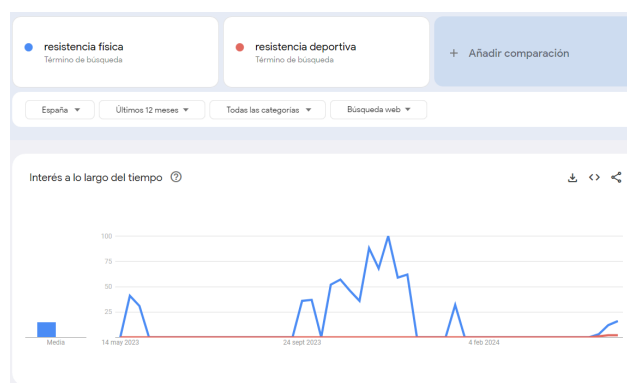 resistencia física
Término de búsqueda
resistencia deportiva
Término de búsqueda
+ Añadir comparación
España
Últimos 12 meses
Todas las categorías
Búsqueda web
Interés a lo largo del tiempo
100
75
50
25
Media
14 may 2023
24 sept 2023
4 feb 2024